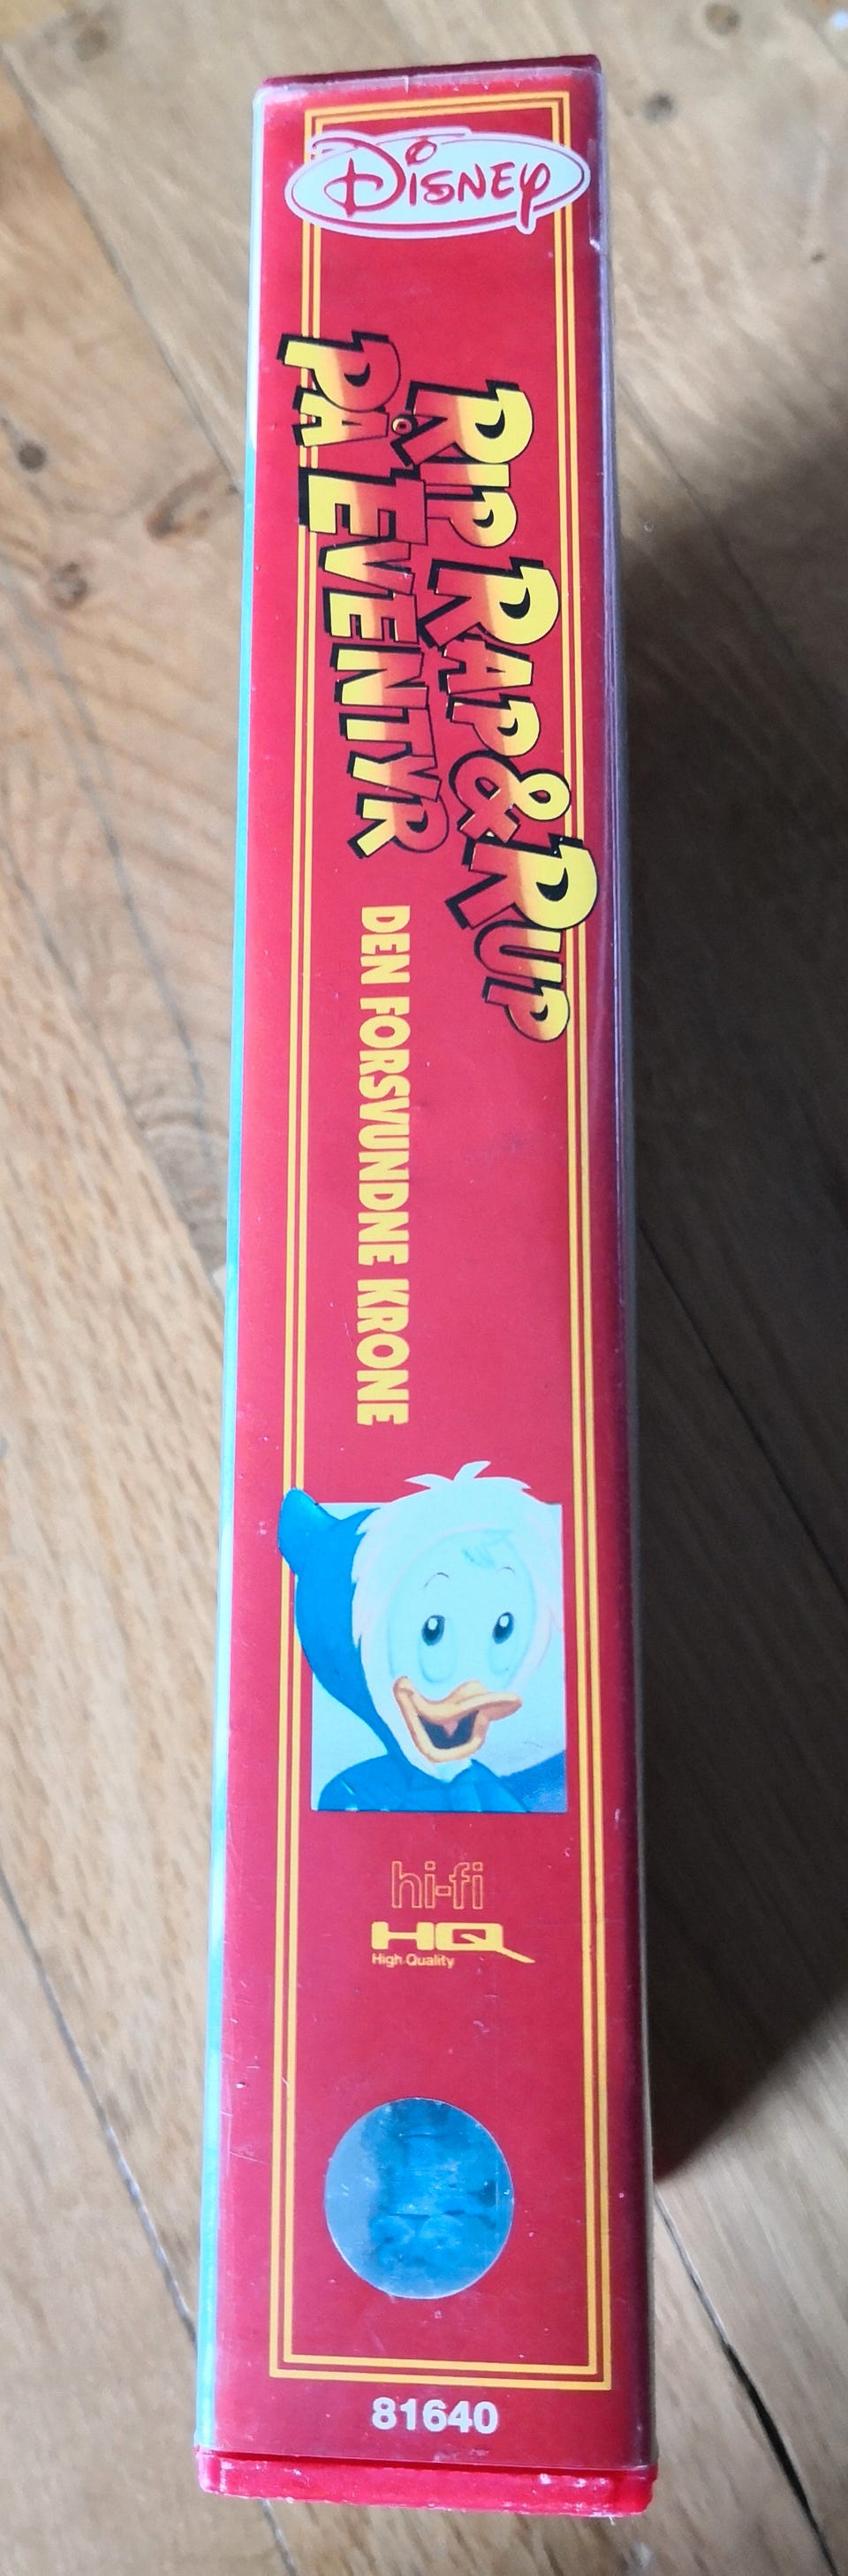 Disney
RIP RAP & RUP
PÅ EVENTYR
DEN FORSVUNDNE KRONE
hi-fi
HQ
High Quality
81640